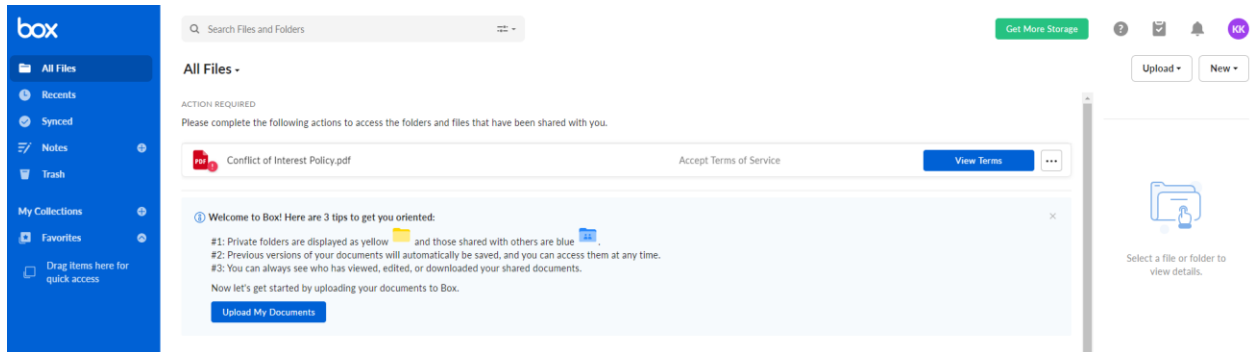 box
Search Files and Folders
Get More Storage
KK
All Files
Recents
Synced
Notes
Trash
My Collections
Favorites
Drag items here for
quick access
All Files
Upload
New
ACTION REQUIRED
Please complete the following actions to access the folders and files that have been shared with you.
PDF
Conflict of Interest Policy.pdf
Accept Terms of Service
View Terms
Welcome to Box! Here are 3 tips to get you oriented:
#1: Private folders are displayed as yellow and those shared with others are blue .
#2: Previous versions of your documents will automatically be saved, and you can access them at any time.
#3: You can always see who has viewed, edited, or downloaded your shared documents.
Now let's get started by uploading your documents to Box.
Upload My Documents
Select a file or folder to
view details.